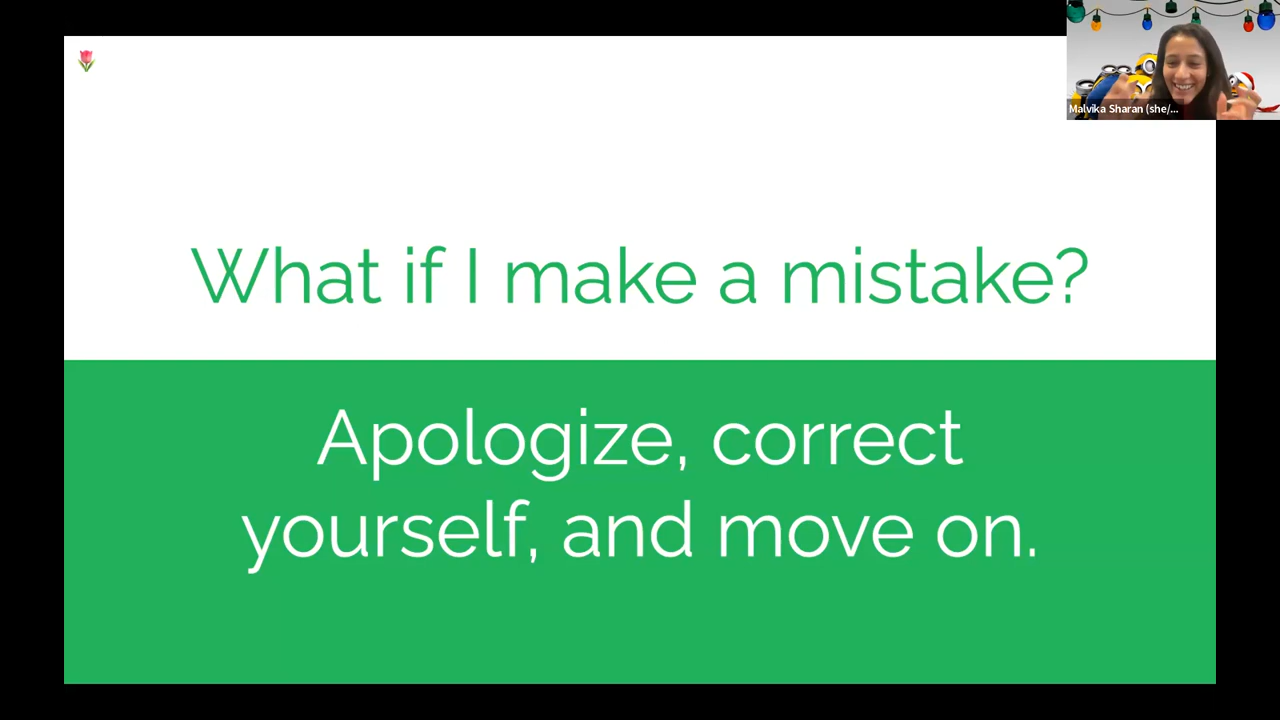 Malvika Sharan (she/...
What if I make a mistake?
Apologize, correct
yourself, and move on.